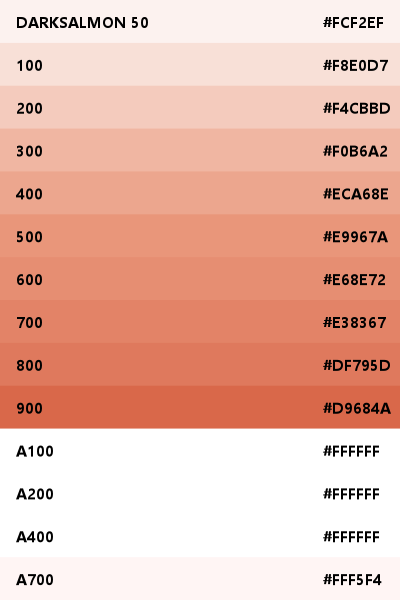 DARKSALMON 50 #FCF2EF
100 #F8E0D7
200 #F4CBBD
300 #F0B6A2
400 #ECA68E
500 #E9967A
600 #E68E72
700 #E38367
800 #DF795D
900 #D9684A
A100 #FFFFFF
A200 #FFFFFF
A400 #FFFFFF
A700 #FFF5F4